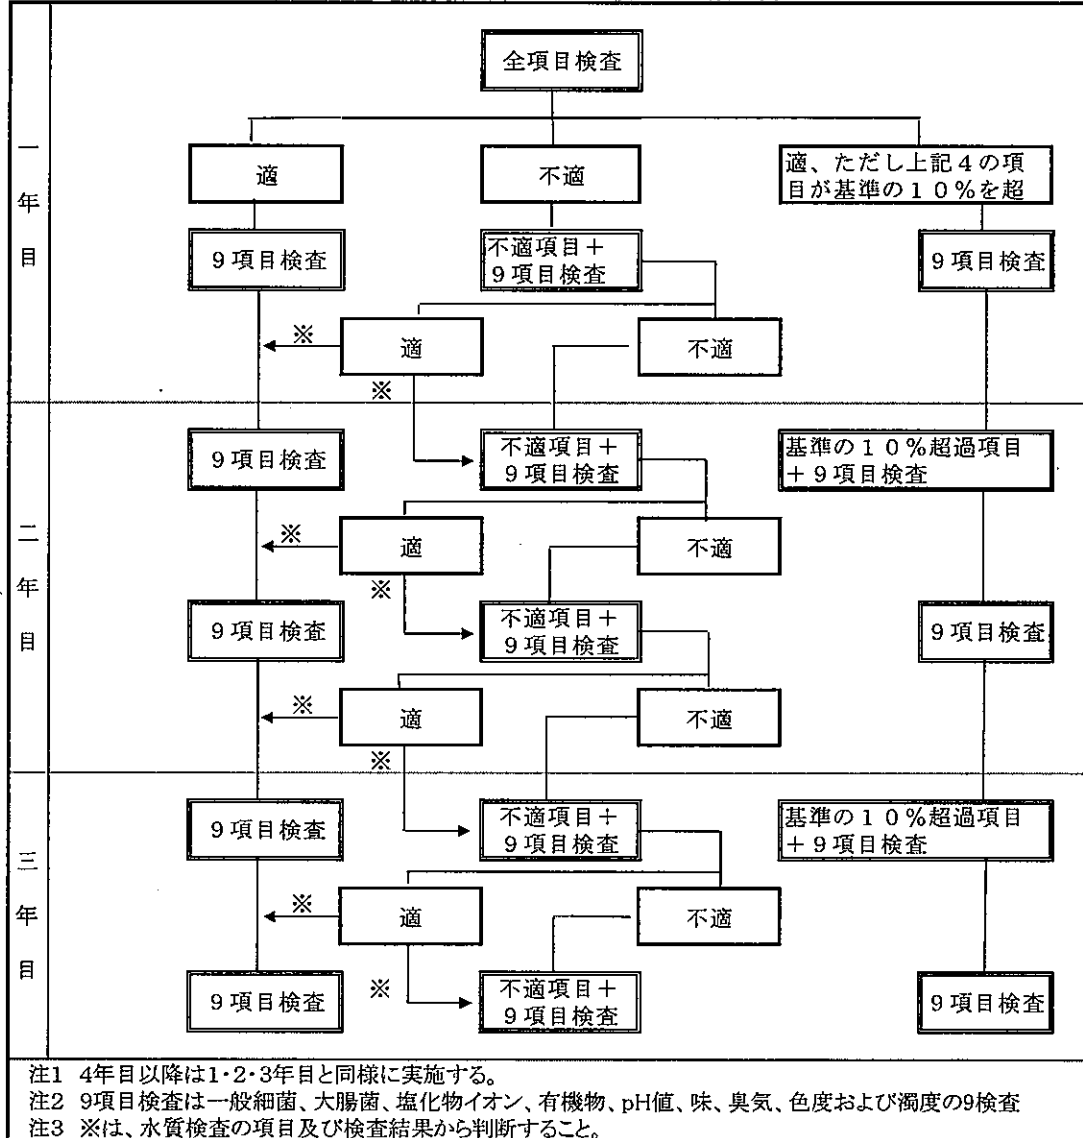 全項目検査
一年目
適
不適
適、ただし上記4の項
目が基準の10%を超
9項目検査
不適項目+
9項目検査
9項目検査
※
適
不適
※
二年目
9項目検査
不適項目+
9項目検査
基準の10%超過項目
+9項目検査
※
適
不適
※
9項目検査
不適項目+
9項目検査
9項目検査
※
適
不適
※
三年目
9項目検査
不適項目+
9項目検査
基準の10%超過項目
+9項目検査
※
適
不適
※
9項目検査
不適項目+
9項目検査
9項目検査
注1 4年目以降は1・2・3年目と同様に実施する。
注2 9項目検査は一般細菌、大腸菌、塩化物イオン、有機物、pH値、味、臭気、色度および濁度の9検査
注3 ※は、水質検査の項目及び検査結果から判断すること。